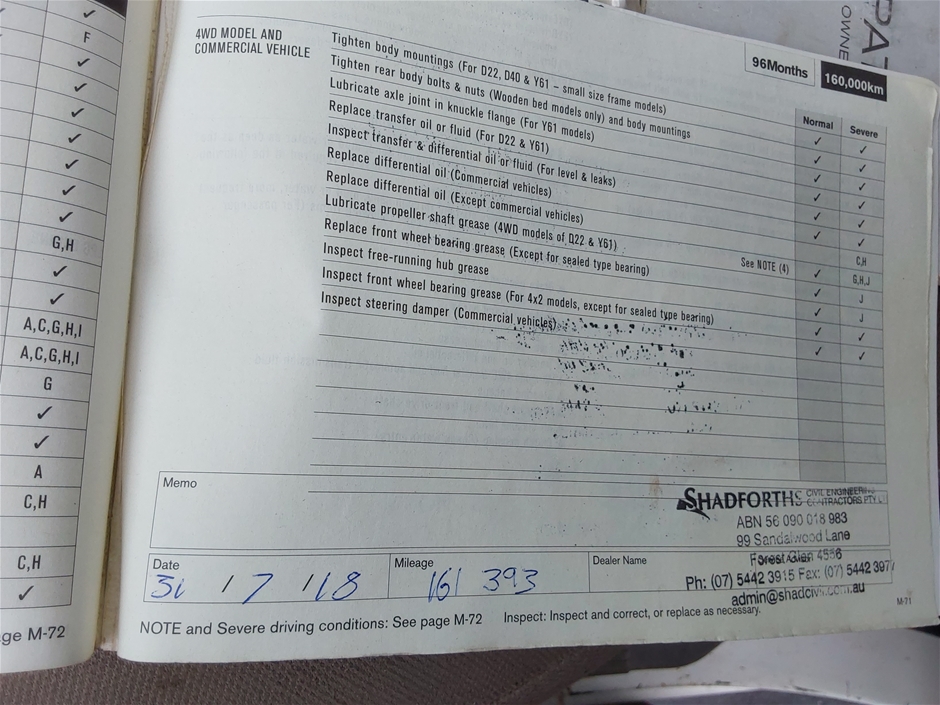 ✓
F
✓
✓
✓
✓
✓
✓
G,H
✓
✓
A,C,G,H,I
A,C,G,H,I
G
✓
✓
A
C,H
C,H
✓
age M-72
OWNE
4WD MODEL AND
COMMERCIAL VEHICLE
96Months
160,000km
Normal Severe
Tighten body mountings (For D22, D40 & Y61 – small size frame models) ✓ ✓
Tighten rear body bolts & nuts (Wooden bed models only) and body mountings ✓ ✓
Lubricate axle joint in knuckle flange (For Y61 models) ✓ ✓
Replace transfer oil or fluid (For D22 & Y61) ✓ ✓
Inspect transfer & differential oil or fluid (For level & leaks) ✓ ✓
Replace differential oil (Commercial vehicles) ✓ ✓
Replace differential oil (Except commercial vehicles) C,H
Lubricate propeller shaft grease (4WD models of D22 & Y61) See NOTE (4) ✓ G,H,J
Replace front wheel bearing grease (Except for sealed type bearing) ✓ J
Inspect free-running hub grease ✓ J
Inspect front wheel bearing grease (For 4x2 models, except for sealed type bearing) ✓ ✓
Inspect steering damper (Commercial vehicles) ✓ ✓
Memo
SHADFORTHS CIVIL ENGINEERING
CONTRACTORS PTY
ABN 56 090 018 983
99 Sandalwood Lane
Forest Glen 4556
Ph: (07) 5442 3915 Fax: (07) 5442 3977
admin@shadcivil.com.au
Date
31 / 7 / 18
Mileage
161 393
Dealer Name
M-71
NOTE and Severe driving conditions: See page M-72 Inspect: Inspect and correct, or replace as necessary.